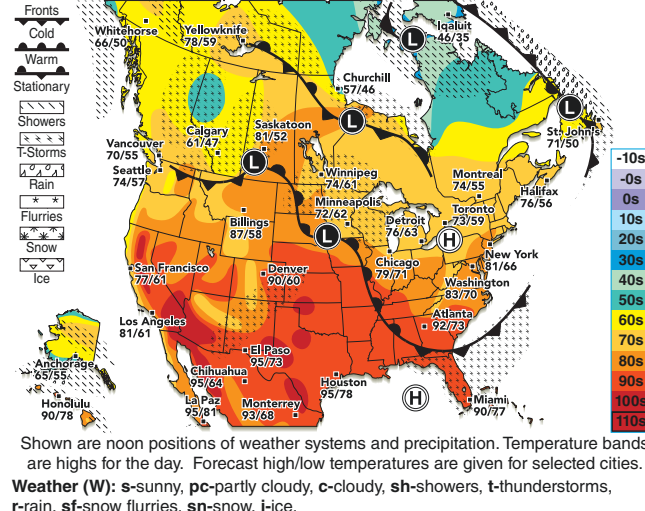 Fronts
Cold
Warm
Stationary
Showers
T-Storms
Rain
Flurries
Snow
Ice
Whitehorse
66/50
Yellowknife
78/59
Iqaluit
46/35
L
Churchill
57/46
L
L
St. John's
71/50
Calgary
61/47
Saskatoon
81/52
Vancouver
70/55
Seattle
74/57
L
Winnipeg
74/61
Montreal
74/55
Halifax
76/56
Billings
87/58
Minneapolis
72/62
L
Detroit
76/63
Toronto
73/59
H
New York
81/66
San Francisco
77/61
Denver
90/60
Chicago
79/71
Washington
83/70
Los Angeles
81/61
Atlanta
92/73
El Paso
95/73
Chihuahua
95/64
Houston
95/78
H
Miami
90/77
La Paz
95/81
Monterrey
93/68
Anchorage
65/55
Honolulu
90/78
-10s
-0s
0s
10s
20s
30s
40s
50s
60s
70s
80s
90s
100s
110s
Shown are noon positions of weather systems and precipitation. Temperature bands
are highs for the day. Forecast high/low temperatures are given for selected cities.
Weather (W): s-sunny, pc-partly cloudy, c-cloudy, sh-showers, t-thunderstorms,
r-rain, sf-snow flurries, sn-snow, i-ice.